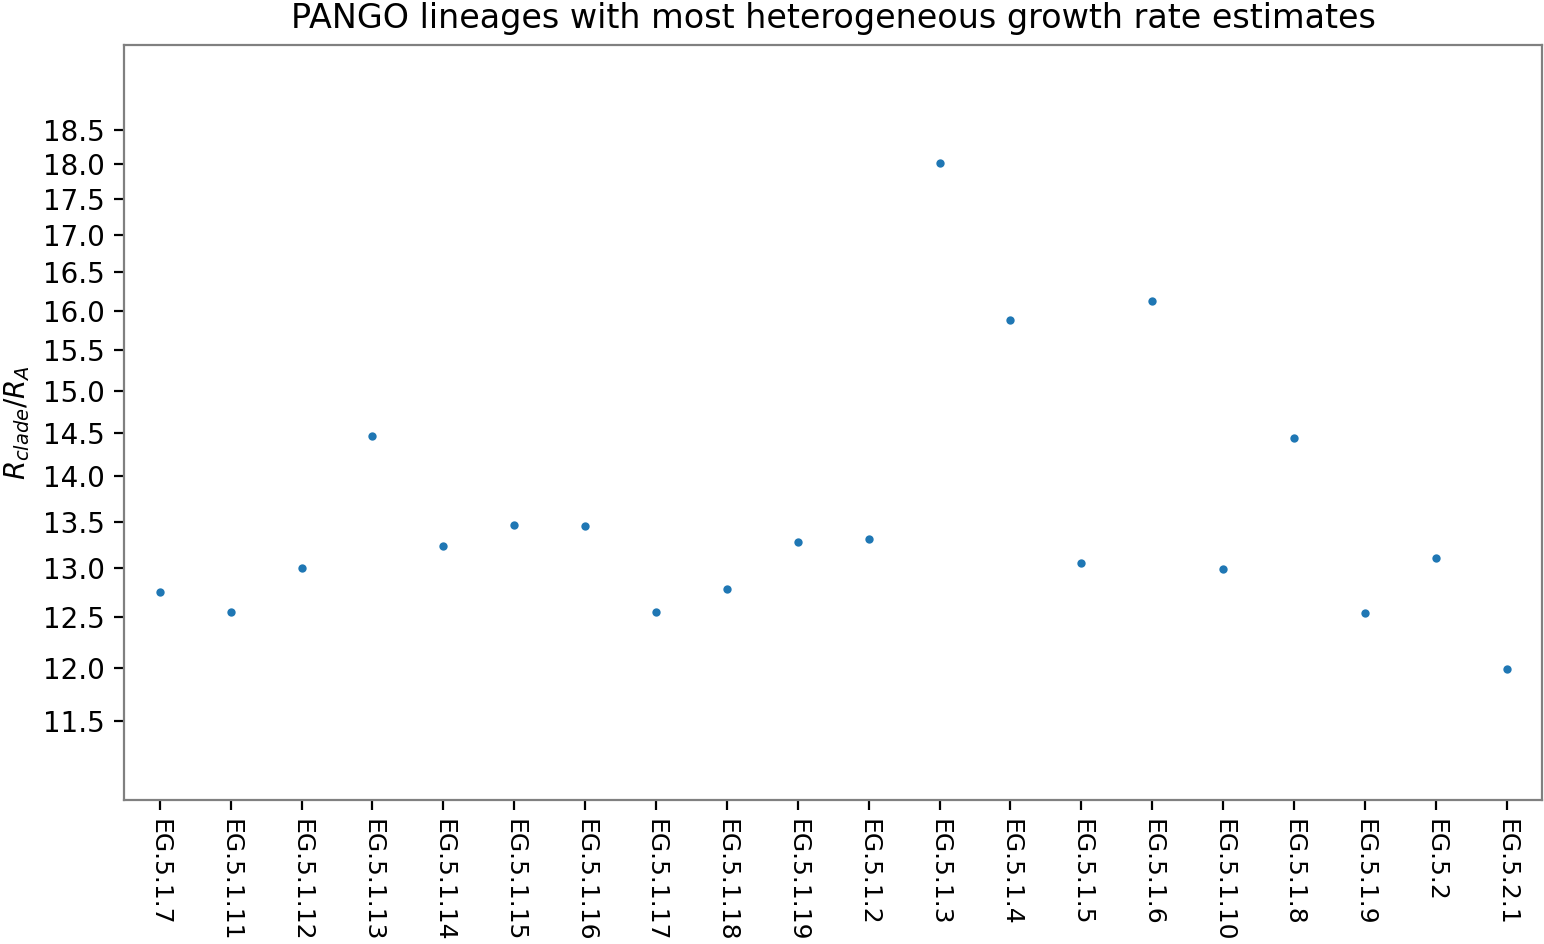 PANGO lineages with most heterogeneous growth rate estimates
R_clade/R_A
18.5
18.0
17.5
17.0
16.5
16.0
15.5
15.0
14.5
14.0
13.5
13.0
12.5
12.0
11.5
EG.5.1.7
EG.5.1.11
EG.5.1.12
EG.5.1.13
EG.5.1.14
EG.5.1.15
EG.5.1.16
EG.5.1.17
EG.5.1.18
EG.5.1.19
EG.5.1.2
EG.5.1.3
EG.5.1.4
EG.5.1.5
EG.5.1.6
EG.5.1.10
EG.5.1.8
EG.5.1.9
EG.5.2
EG.5.2.1